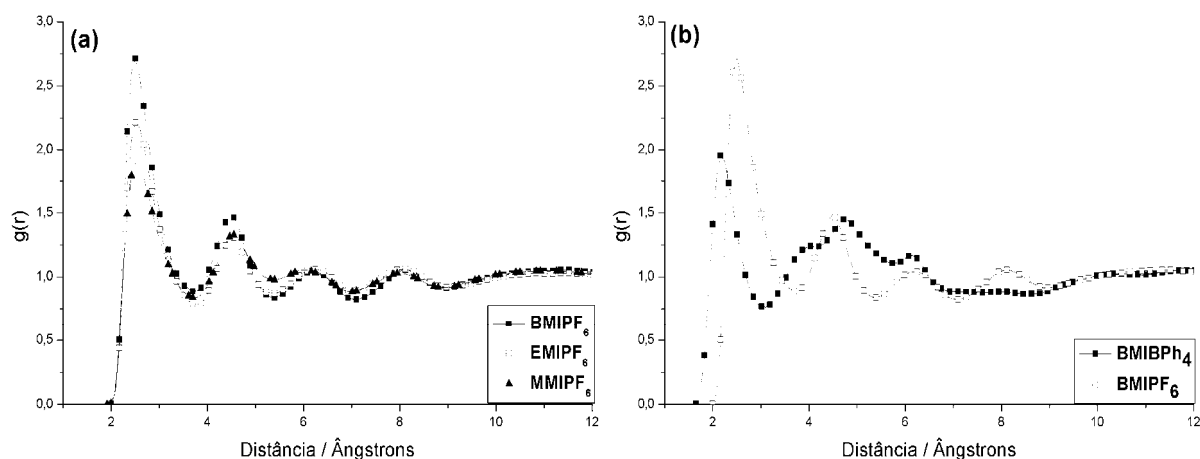 (a)
3,0
2,5
2,0
1,5
1,0
0,5
0,0
g(r)
2 4 6 8 10 12
Distância / Ângstrons
BMIPF6
EMIPF6
MMIPF6
(b)
3,0
2,5
2,0
1,5
1,0
0,5
0,0
g(r)
2 4 6 8 10 12
Distância / Ângstrons
BMIBPh4
BMIPF6